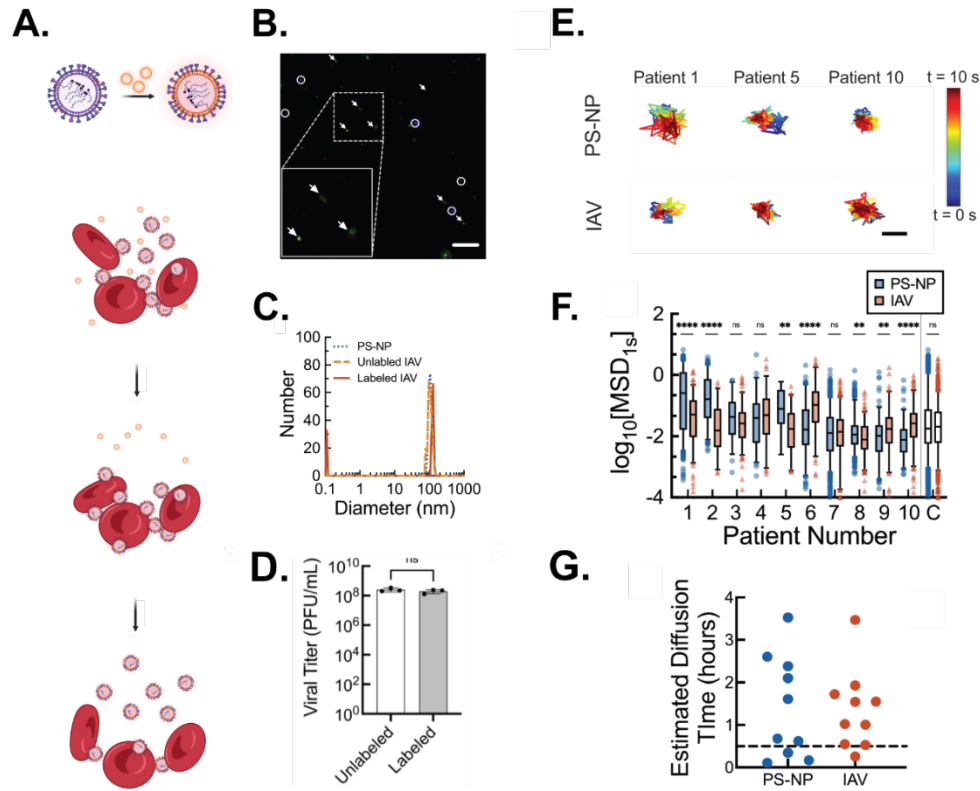 A.
B.
C.
PS-NP
Unlabled IAV
Labeled IAV
100
80
60
40
20
0
Number
0.1 1 10 100 1000
Diameter (nm)
D.
ns
10^10
10^8
10^6
10^4
10^2
10^0
Viral Titer (PFU/mL)
Unlabeled
Labeled
E.
Patient 1 Patient 5 Patient 10
t = 10 s
t = 0 s
PS-NP
IAV
F.
PS-NP
IAV
**** **** ns ns ** **** ns ** ** **** ns
log10[MSD1s]
0
-2
-4
1 2 3 4 5 6 7 8 9 10 C
Patient Number
G.
4
3
2
1
0
Estimated Diffusion
TIme (hours)
PS-NP IAV